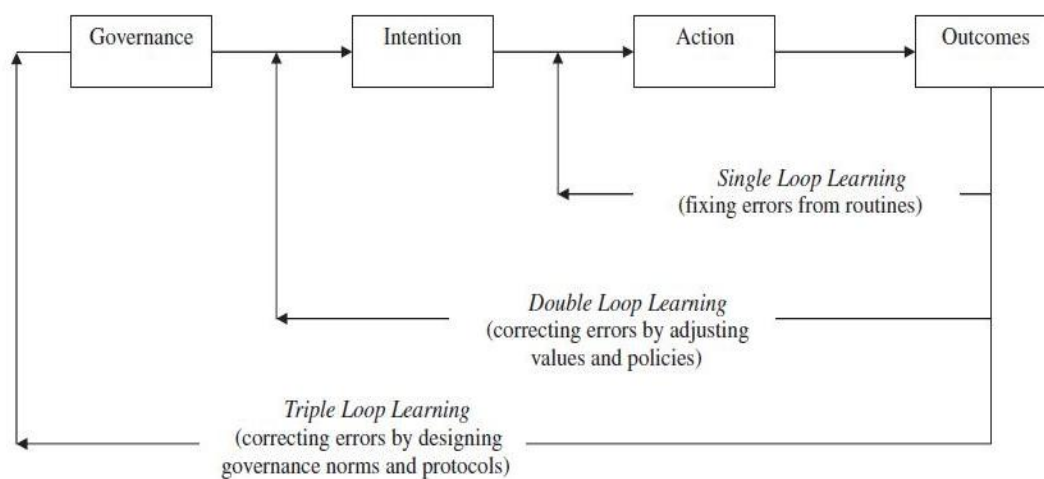 Governance
Intention
Action
Outcomes
Single Loop Learning
(fixing errors from routines)
Double Loop Learning
(correcting errors by adjusting
values and policies)
Triple Loop Learning
(correcting errors by designing
governance norms and protocols)